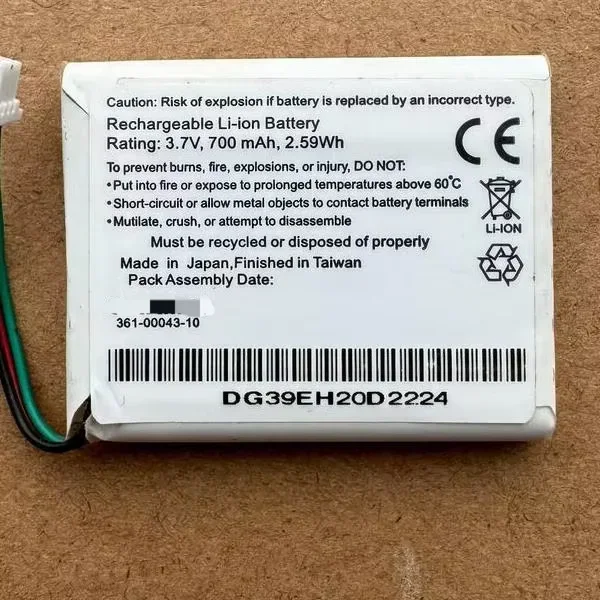 Caution: Risk of explosion if battery is replaced by an incorrect type.
Rechargeable Li-ion Battery
Rating: 3.7V, 700 mAh, 2.59Wh
To prevent burns, fire, explosions, or injury, DO NOT:
•Put into fire or expose to prolonged temperatures above 60°C
•Short-circuit or allow metal objects to contact battery terminals
•Mutilate, crush, or attempt to disassemble
CE
LI-ION
Must be recycled or disposed of properly
Made in Japan,Finished in Taiwan
Pack Assembly Date:
361-00043-10
DG39EH20D2224